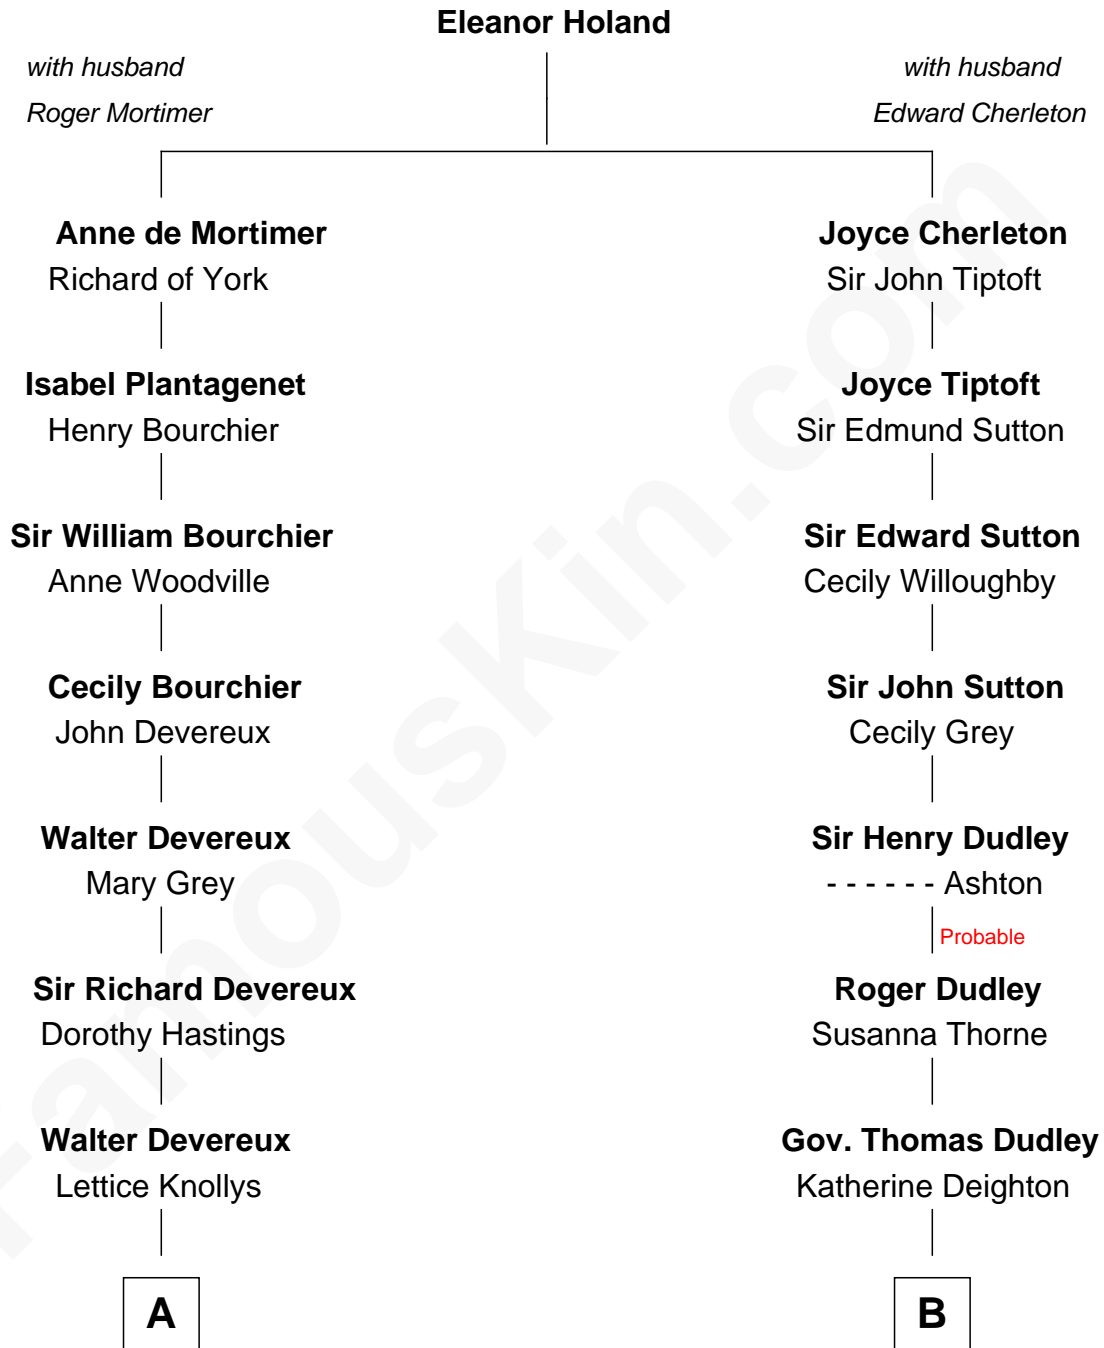 Eleanor Holand
with husband
Roger Mortimer
with husband
Edward Cherleton
Anne de Mortimer
Richard of York
Joyce Cherleton
Sir John Tiptoft
Isabel Plantagenet
Henry Bourchier
Joyce Tiptoft
Sir Edmund Sutton
Sir William Bourchier
Anne Woodville
Sir Edward Sutton
Cecily Willoughby
Cecily Bourchier
John Devereux
Sir John Sutton
Cecily Grey
Walter Devereux
Mary Grey
Sir Henry Dudley
- - - - - - Ashton
Probable
Sir Richard Devereux
Dorothy Hastings
Roger Dudley
Susanna Thorne
Walter Devereux
Lettice Knollys
Gov. Thomas Dudley
Katherine Deighton
A
B
FamousKin.com